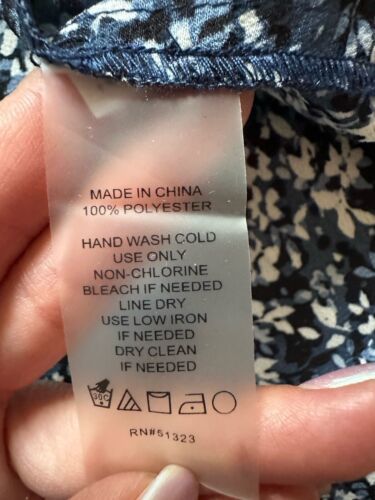 MADE IN CHINA
100% POLYESTER
HAND WASH COLD
USE ONLY
NON-CHLORINE
BLEACH IF NEEDED
LINE DRY
USE LOW IRON
IF NEEDED
DRY CLEAN
IF NEEDED
30C
RN#51323